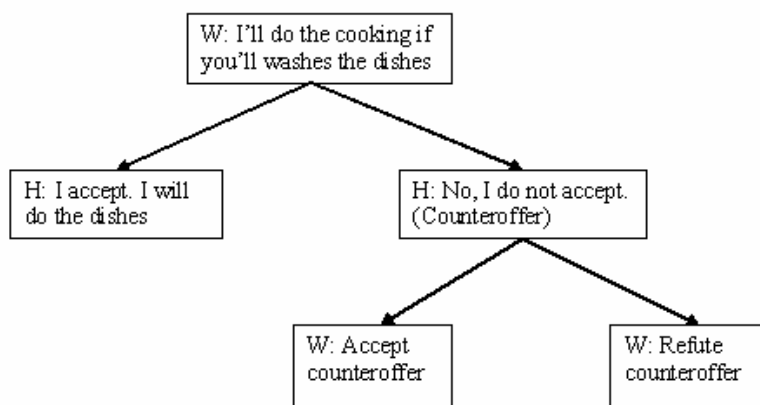 W: I'll do the cooking if
you'll washes the dishes
H: I accept. I will
do the dishes
H: No, I do not accept.
(Counteroffer)
W: Accept
counteroffer
W: Refute
counteroffer